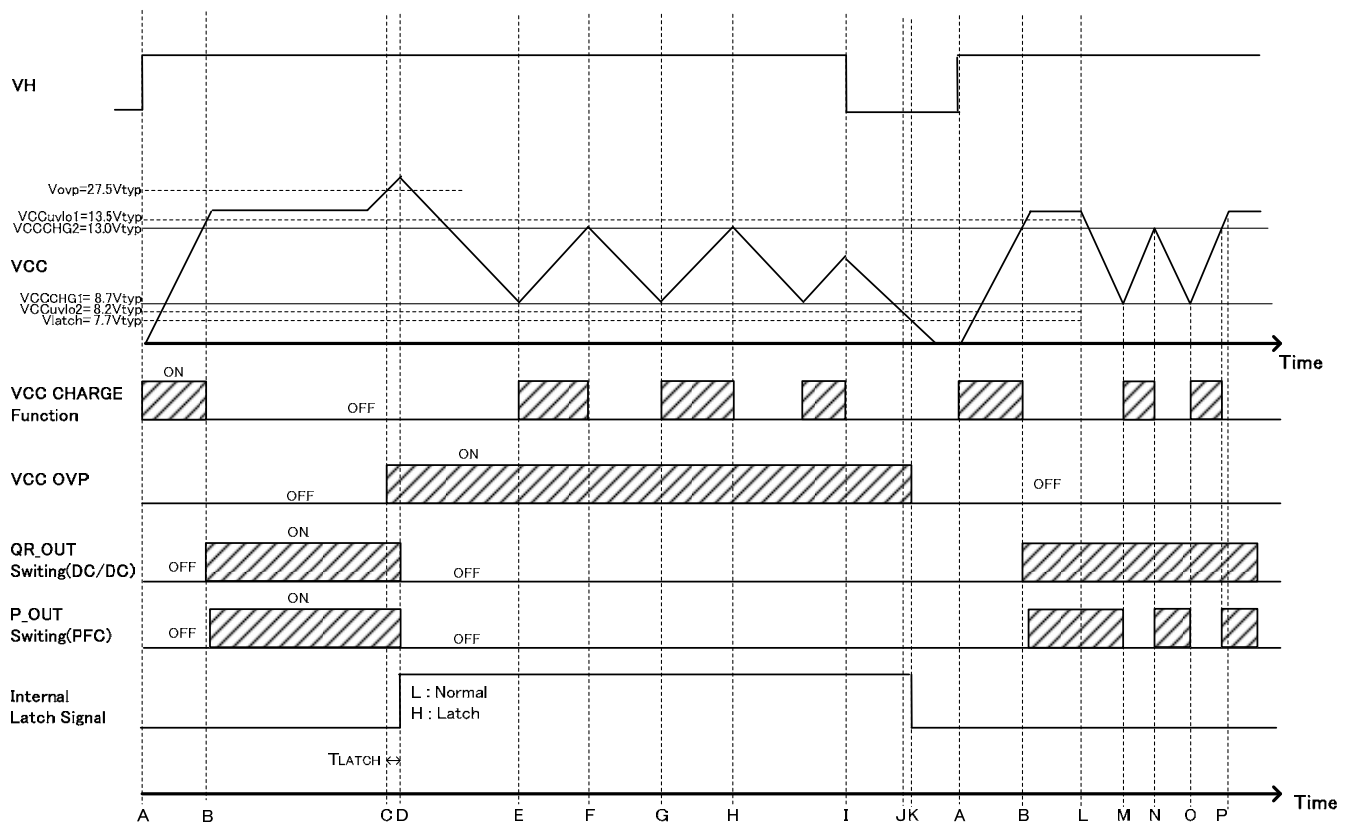 VH
Vovp=27.5Vtyp
VCCuvlo1=13.5Vtyp
VCCCHG2=13.0Vtyp
VCC
VCCCHG1= 8.7Vtyp
VCCuvlo2= 8.2Vtyp
Vlatch= 7.7Vtyp
Time
VCC CHARGE
Function
ON
OFF
VCC OVP
ON
OFF
OFF
QR_OUT
Switing(DC/DC)
OFF
ON
OFF
P_OUT
Switing(PFC)
OFF
ON
OFF
Internal
Latch Signal
L : Normal
H : Latch
TLATCH
Time
A B C D E F G H I J K A B L M N O P